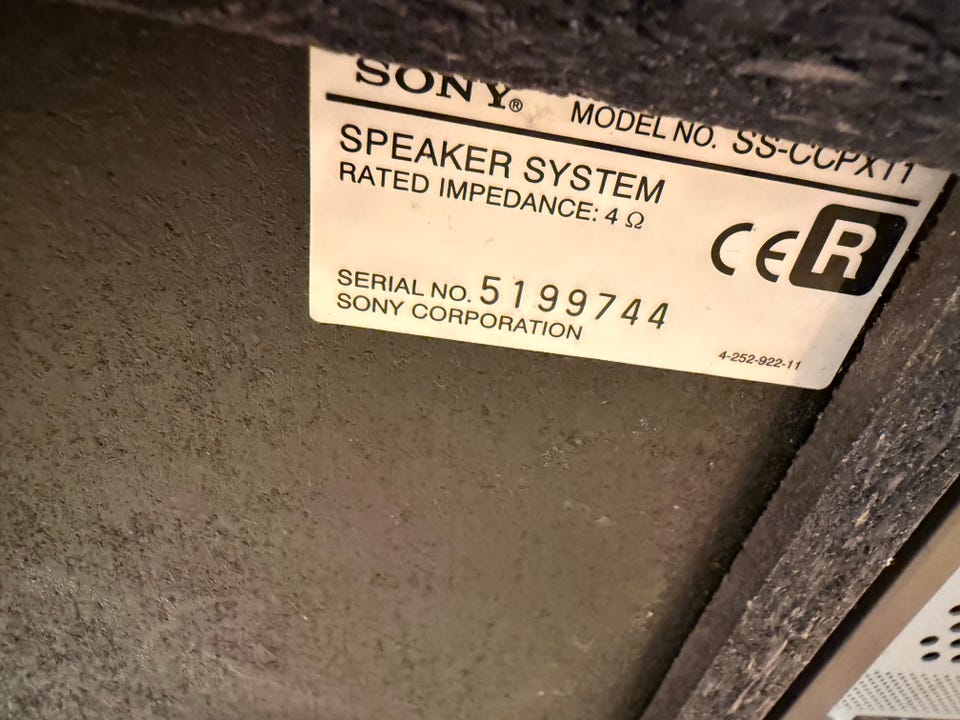 SONY®
MODEL NO. SS-CCPX11
SPEAKER SYSTEM
RATED IMPEDANCE: 4 Ω
CE R
SERIAL NO. 5199744
SONY CORPORATION
4-252-922-11